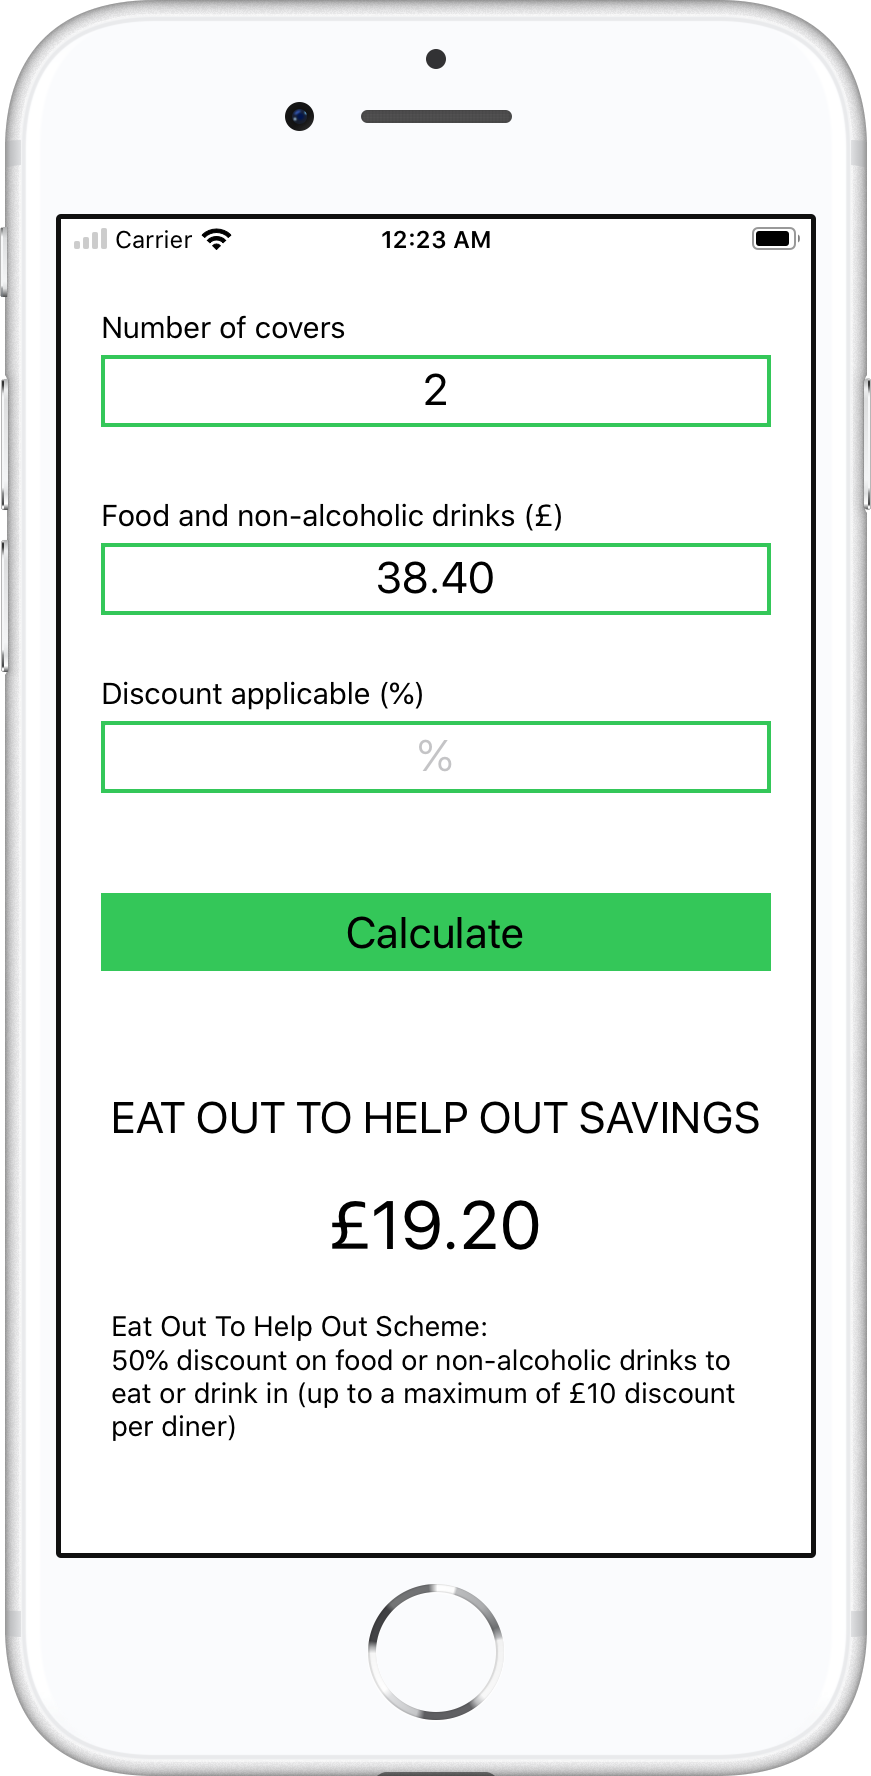 Carrier 12:23 AM
Number of covers
2
Food and non-alcoholic drinks (£)
38.40
Discount applicable (%)
%
Calculate
EAT OUT TO HELP OUT SAVINGS
£19.20
Eat Out To Help Out Scheme:
50% discount on food or non-alcoholic drinks to
eat or drink in (up to a maximum of £10 discount
per diner)